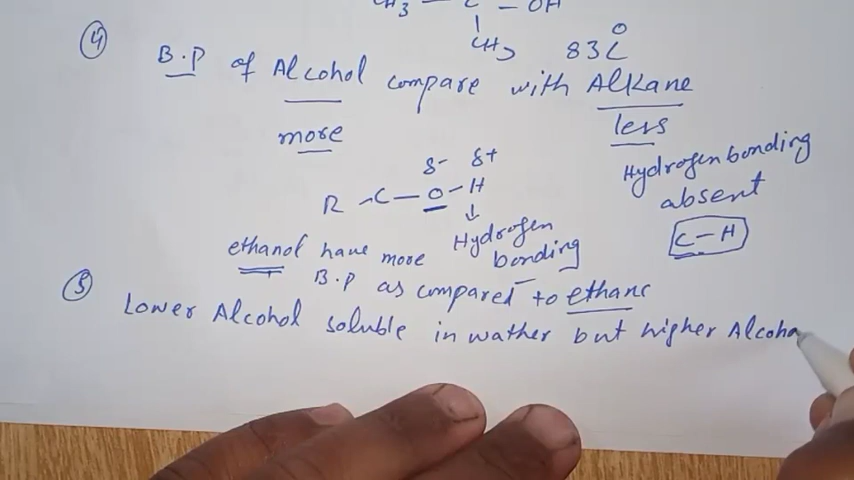 CH3 — C — OH
CH3 83°C
④ B.P of Alcohol compare with Alkane
more less
δ- δ+
R - C — O - H
Hydrogen bonding
Hydrogen bonding absent
C – H
ethanol have more B.P as compared to ethane
⑤ Lower Alcohol soluble in wather but higher Alcoha